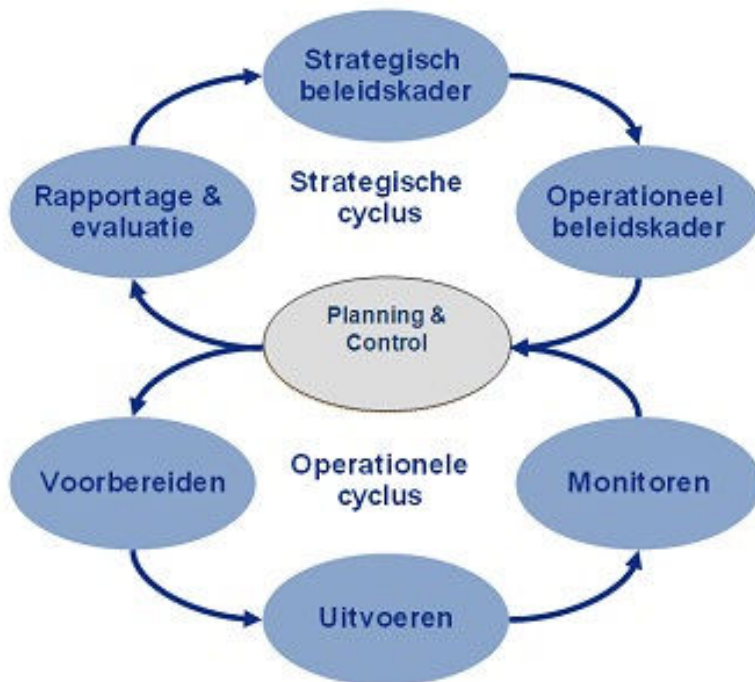 Strategisch
beleidskader
Rapportage &
evaluatie
Strategische
cyclus
Operationeel
beleidskader
Planning &
Control
Voorbereiden
Operationele
cyclus
Monitoren
Uitvoeren